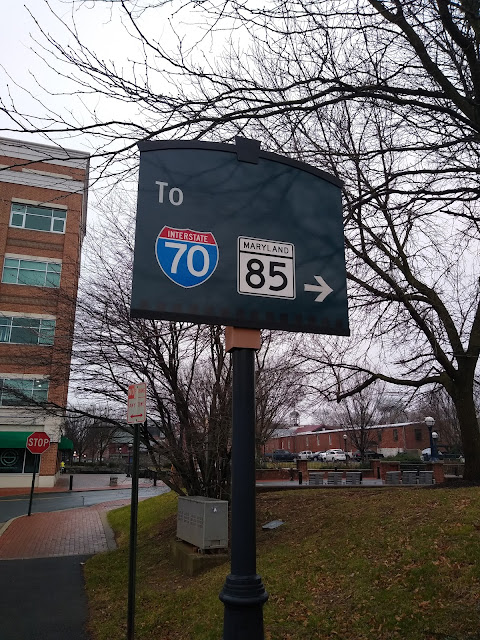 To
INTERSTATE
70
MARYLAND
85
STOP